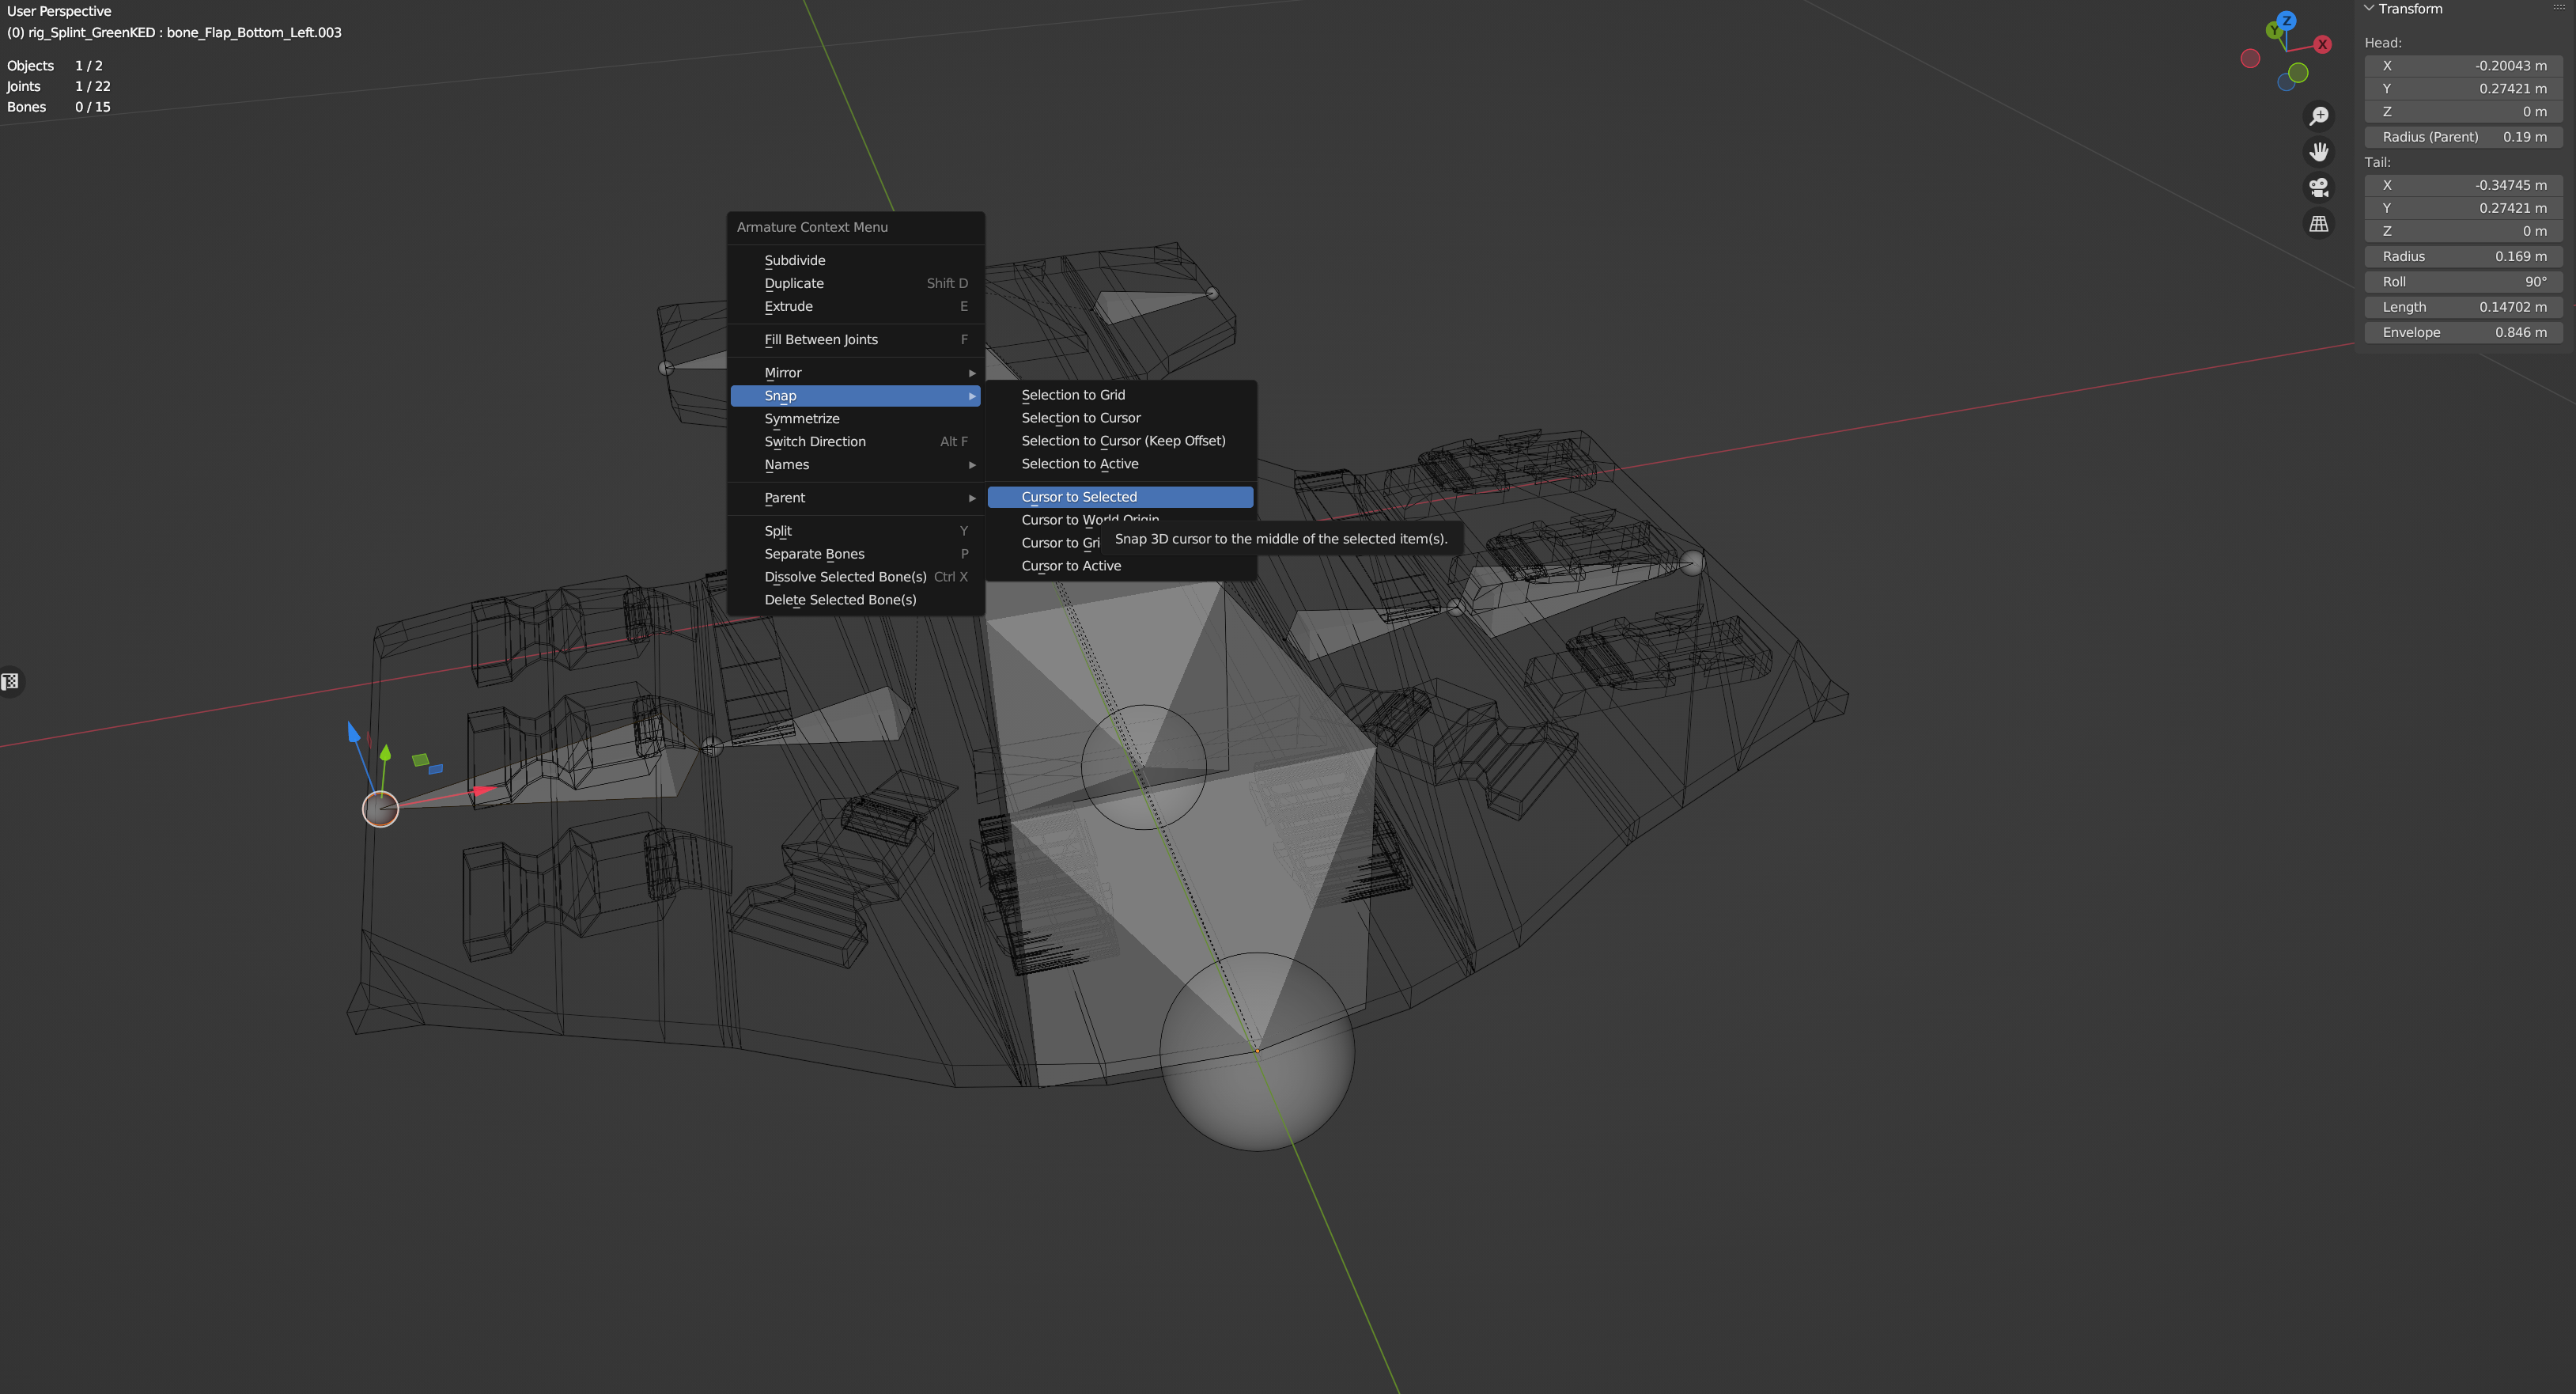 User Perspective
(0) rig_Splint_GreenKED : bone_Flap_Bottom_Left.003
Objects 1 / 2
Joints 1 / 22
Bones 0 / 15
Armature Context Menu
Subdivide
Duplicate Shift D
Extrude E
Fill Between Joints F
Mirror
Snap
Symmetrize
Switch Direction Alt F
Names
Parent
Split Y
Separate Bones P
Dissolve Selected Bone(s) Ctrl X
Delete Selected Bone(s)
Selection to Grid
Selection to Cursor
Selection to Cursor (Keep Offset)
Selection to Active
Cursor to Selected
Cursor to World Origin
Cursor to Gri
Snap 3D cursor to the middle of the selected item(s).
Cursor to Active
Z
Y
X
Transform
Head:
X -0.20043 m
Y 0.27421 m
Z 0 m
Radius (Parent) 0.19 m
Tail:
X -0.34745 m
Y 0.27421 m
Z 0 m
Radius 0.169 m
Roll 90°
Length 0.14702 m
Envelope 0.846 m